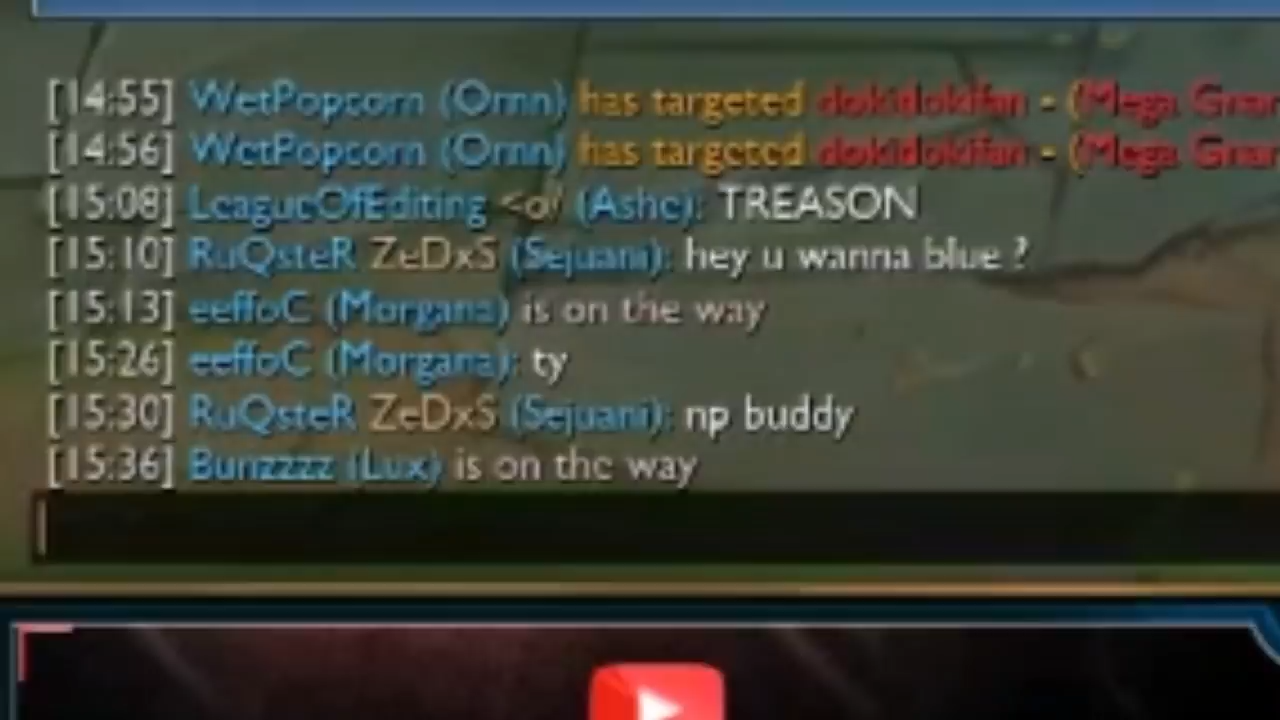 [14:55] WetPopcorn (Ornn) has targeted dokidokifan - (Mega Gnar
[14:56] WetPopcorn (Ornn) has targeted dokidokifan - (Mega Gnar
[15:08] LeagueOfEditing <o/ (Ashe): TREASON
[15:10] RuQsteR ZeDxS (Sejuani): hey u wanna blue ?
[15:13] eeffoC (Morgana) is on the way
[15:26] eeffoC (Morgana): ty
[15:30] RuQsteR ZeDxS (Sejuani): np buddy
[15:36] Bunzzzz (Lux) is on the way